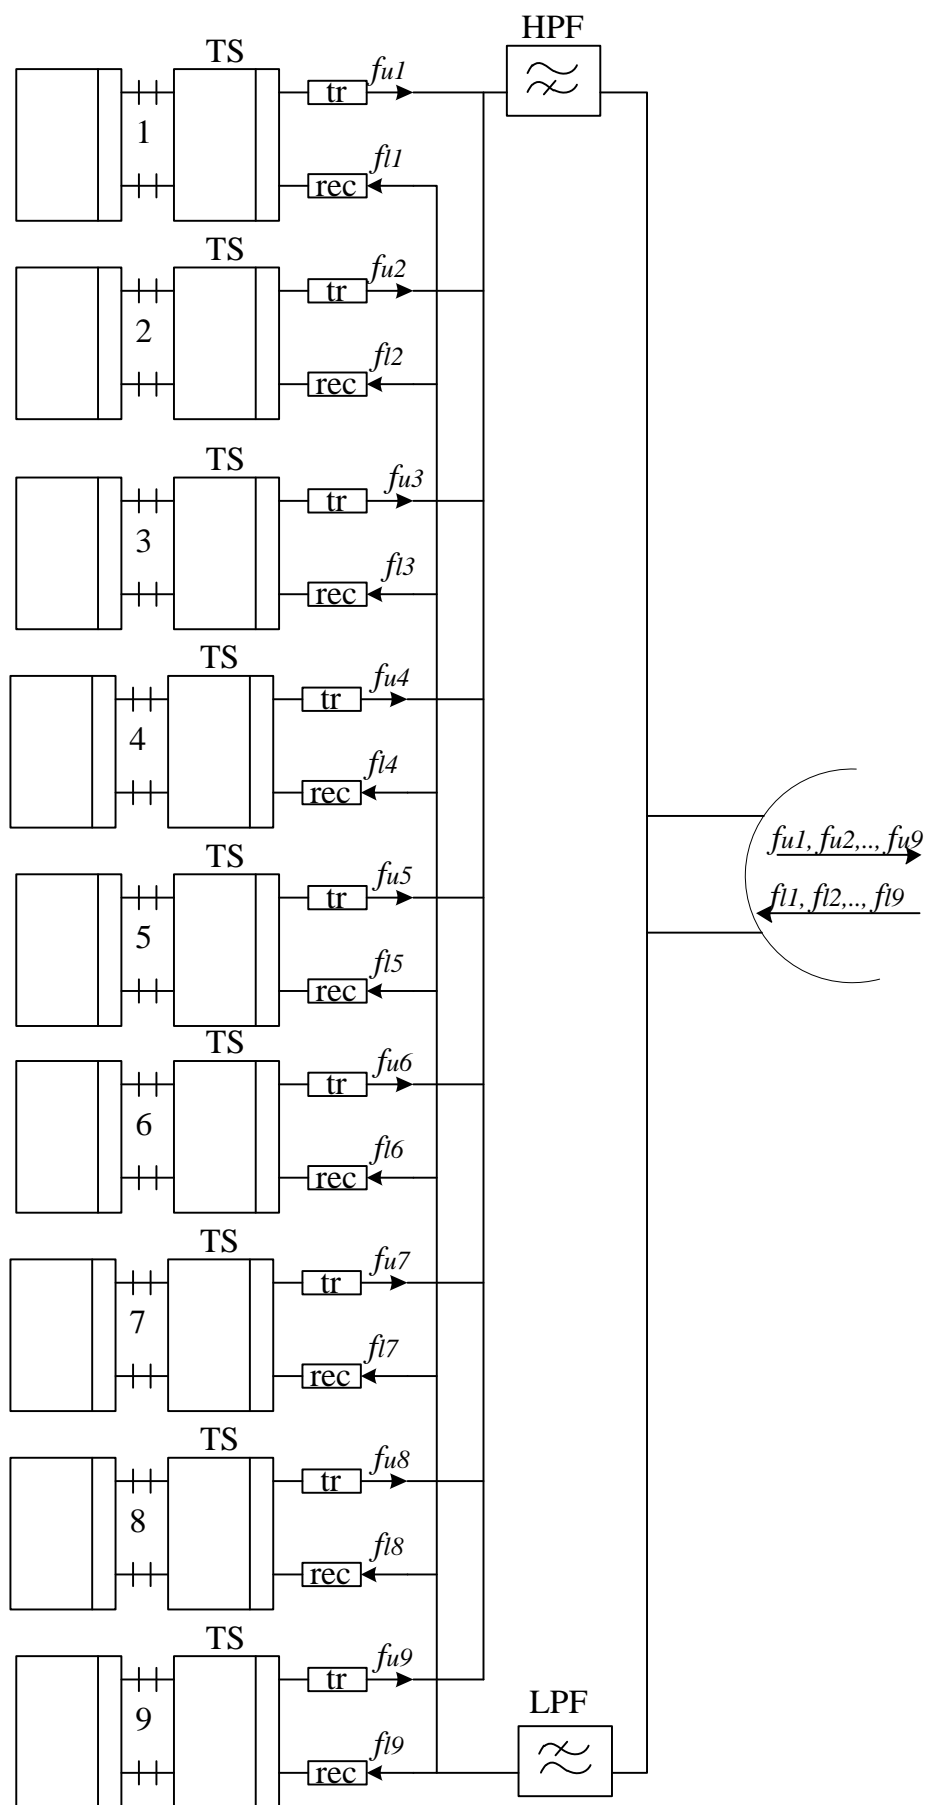 HPF
TS
fu1
tr
1
fl1
rec
TS
fu2
tr
2
fl2
rec
TS
fu3
tr
3
fl3
rec
TS
fu4
tr
4
fl4
rec
fu1, fu2,.., fu9
fl1, fl2,.., fl9
TS
fu5
tr
5
fl5
rec
TS
fu6
tr
6
fl6
rec
TS
fu7
tr
7
fl7
rec
TS
fu8
tr
8
fl8
rec
TS
fu9
tr
9
LPF
fl9
rec